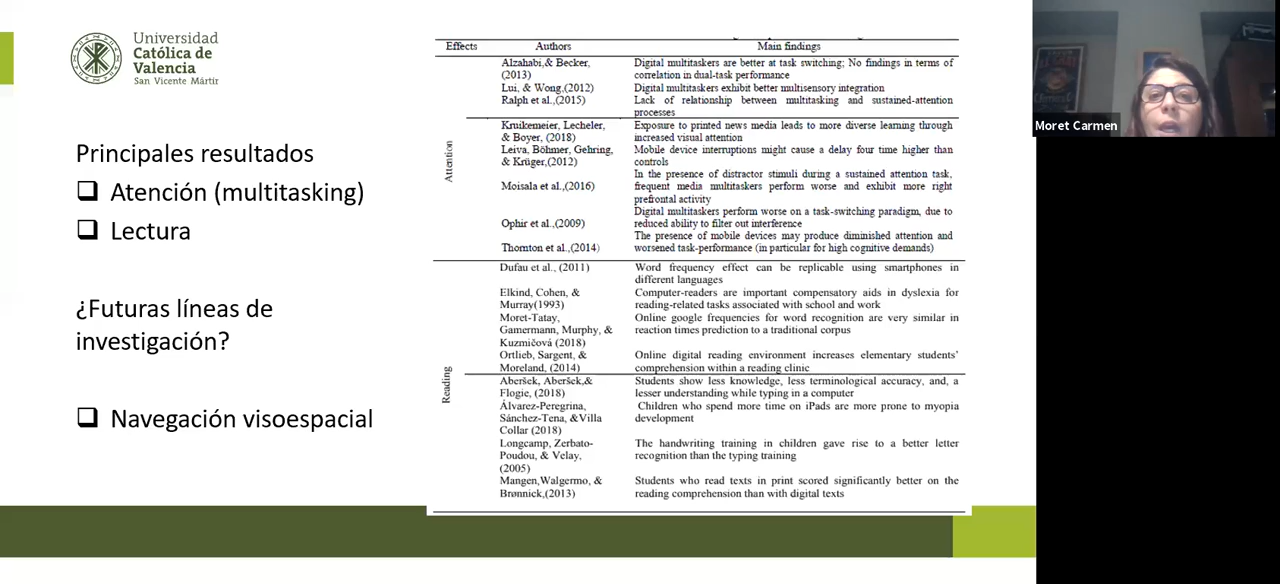 Universidad
Católica de
Valencia
San Vicente Mártir
Principales resultados
Atención (multitasking)
Lectura
¿Futuras líneas de
investigación?
Navegación visoespacial
Effects Authors Main findings
Attention
Alzahabi,& Becker, Digital multitaskers are better at task switching; No findings in terms of
(2013) correlation in dual-task performance
Lui, & Wong,(2012) Digital multitaskers exhibit better multisensory integration
Ralph et al.,(2015) Lack of relationship between multitasking and sustained-attention
processes
Kruikemeier, Lecheler, Exposure to printed news media leads to more diverse learning through
& Boyer, (2018) increased visual attention
Leiva, Böhmer, Gehring, Mobile device interruptions might cause a delay four time higher than
& Krüger,(2012) controls
In the presence of distractor stimuli during a sustained attention task,
Moisala et al.,(2016) frequent media multitaskers perform worse and exhibit more right
prefrontal activity
Digital multitaskers perform worse on a task-switching paradigm, due to
Ophir et al.,(2009) reduced ability to filter out interference
The presence of mobile devices may produce diminished attention and
Thornton et al.,(2014) worsened task-performance (in particular for high cognitive demands)
Reading
Dufau et al., (2011) Word frequency effect can be replicable using smartphones in
different languages
Elkind, Cohen, & Computer-readers are important compensatory aids in dyslexia for
Murray(1993) reading-related tasks associated with school and work
Moret-Tatay, Online google frequencies for word recognition are very similar in
Gamermann, Murphy, & reaction times prediction to a traditional corpus
Kuzmičová (2018)
Ortlieb, Sargent, & Online digital reading environment increases elementary students’
Moreland, (2014) comprehension within a reading clinic
Aberšek, Aberšek,& Students show less knowledge, less terminological accuracy, and, a
Flogie, (2018) lesser understanding while typing in a computer
Álvarez-Peregrina, Children who spend more time on iPads are more prone to myopia
Sánchez-Tena, &Villa development
Collar (2018)
Longcamp, Zerbato- The handwriting training in children gave rise to a better letter
Poudou, & Velay, recognition than the typing training
(2005)
Mangen,Walgermo, & Students who read texts in print scored significantly better on the
Brønnick,(2013) reading comprehension than with digital texts
Moret Carmen